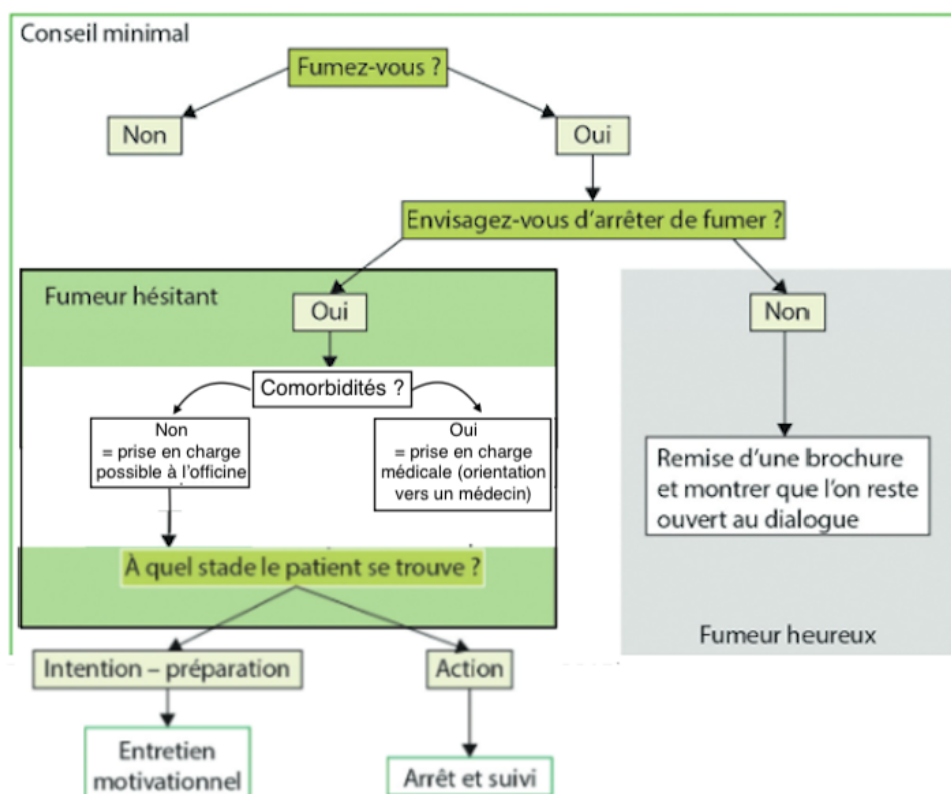 Conseil minimal
Fumez-vous ?
Non
Oui
Envisagez-vous d'arrêter de fumer ?
Fumeur hésitant
Oui
Non
Comorbidités ?
Non
= prise en charge
possible à l'officine
Oui
= prise en charge
médicale (orientation
vers un médecin)
Remise d'une brochure
et montrer que l'on reste
ouvert au dialogue
À quel stade le patient se trouve ?
Fumeur heureux
Intention – préparation
Action
Entretien
motivationnel
Arrêt et suivi